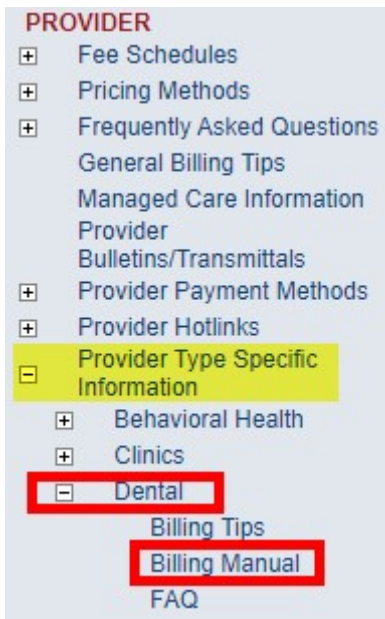 PROVIDER
Fee Schedules
Pricing Methods
Frequently Asked Questions
General Billing Tips
Managed Care Information
Provider
Bulletins/Transmittals
Provider Payment Methods
Provider Hotlinks
Provider Type Specific
Information
Behavioral Health
Clinics
Dental
Billing Tips
Billing Manual
FAQ